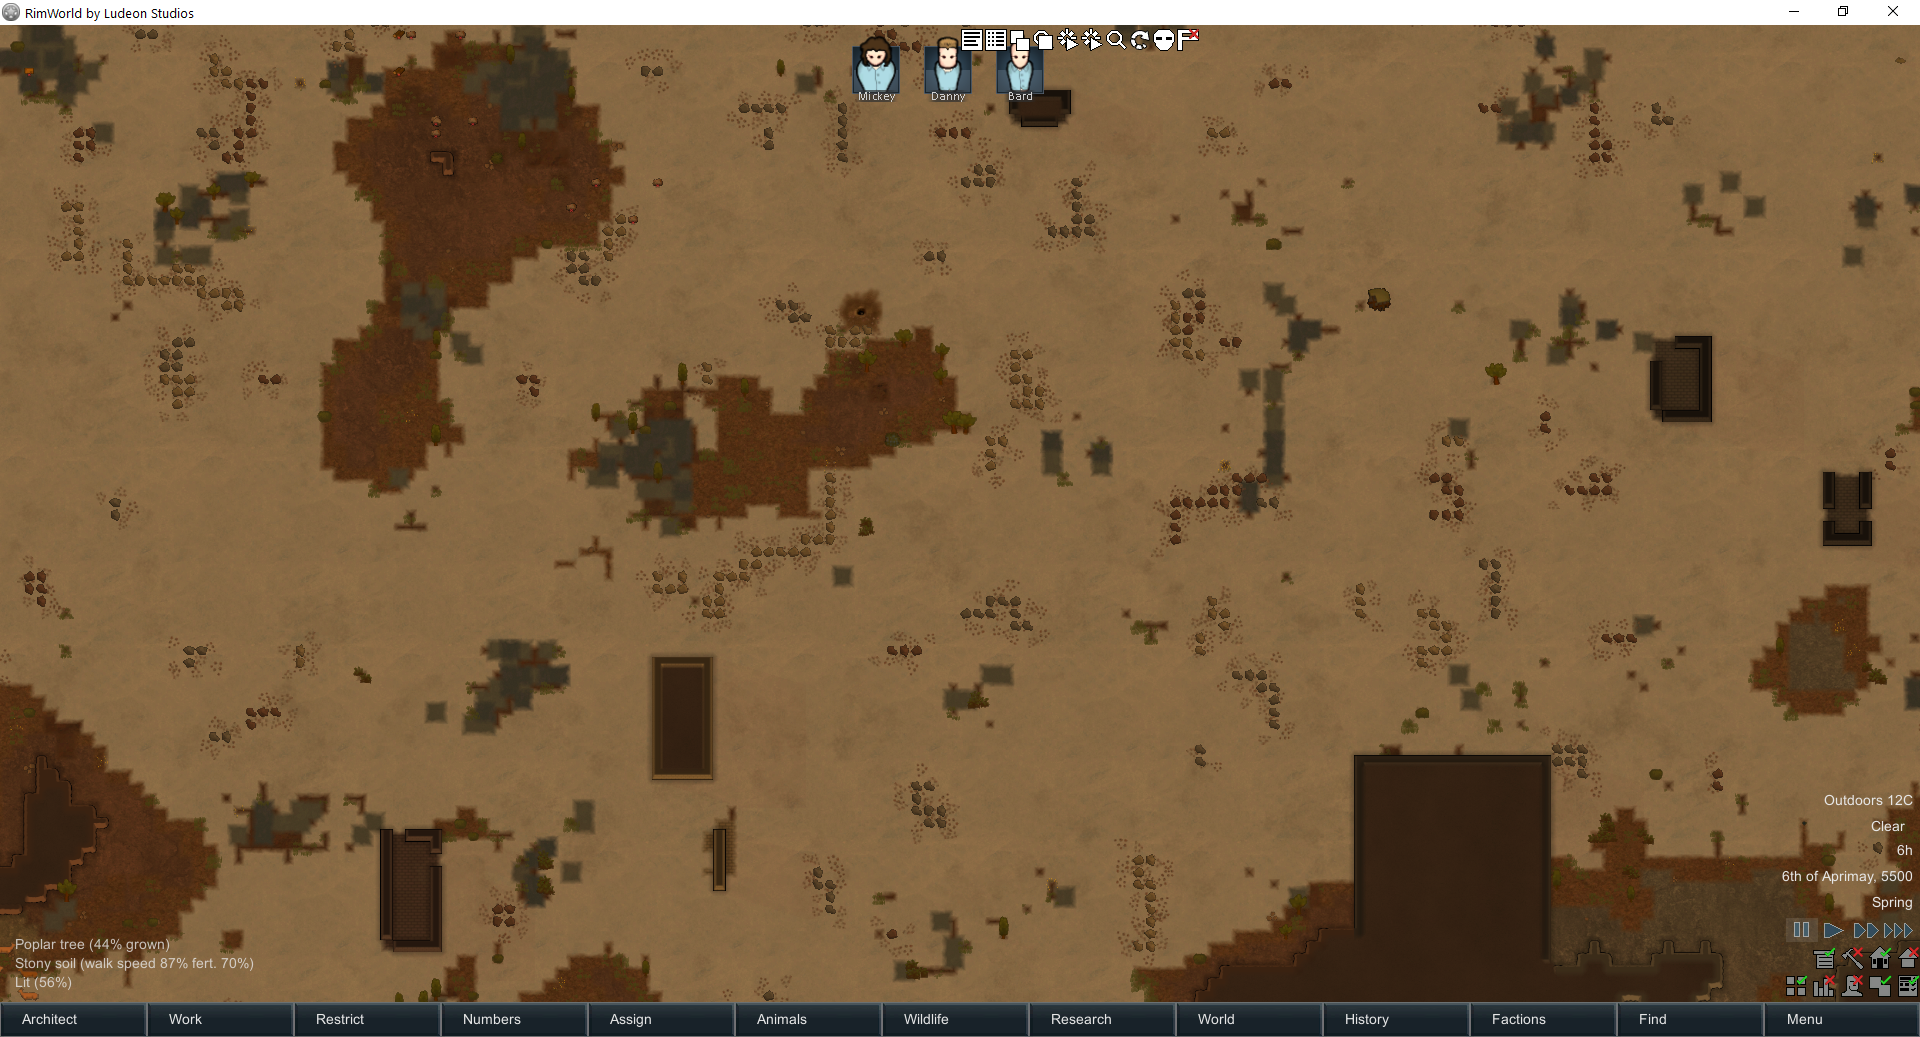 RimWorld by Ludeon Studios
Mickey
Danny
Bard
Outdoors 12C
Clear
6h
6th of Aprimay, 5500
Spring
Poplar tree (44% grown)
Stony soil (walk speed 87% fert. 70%)
Lit (56%)
Architect
Work
Restrict
Numbers
Assign
Animals
Wildlife
Research
World
History
Factions
Find
Menu